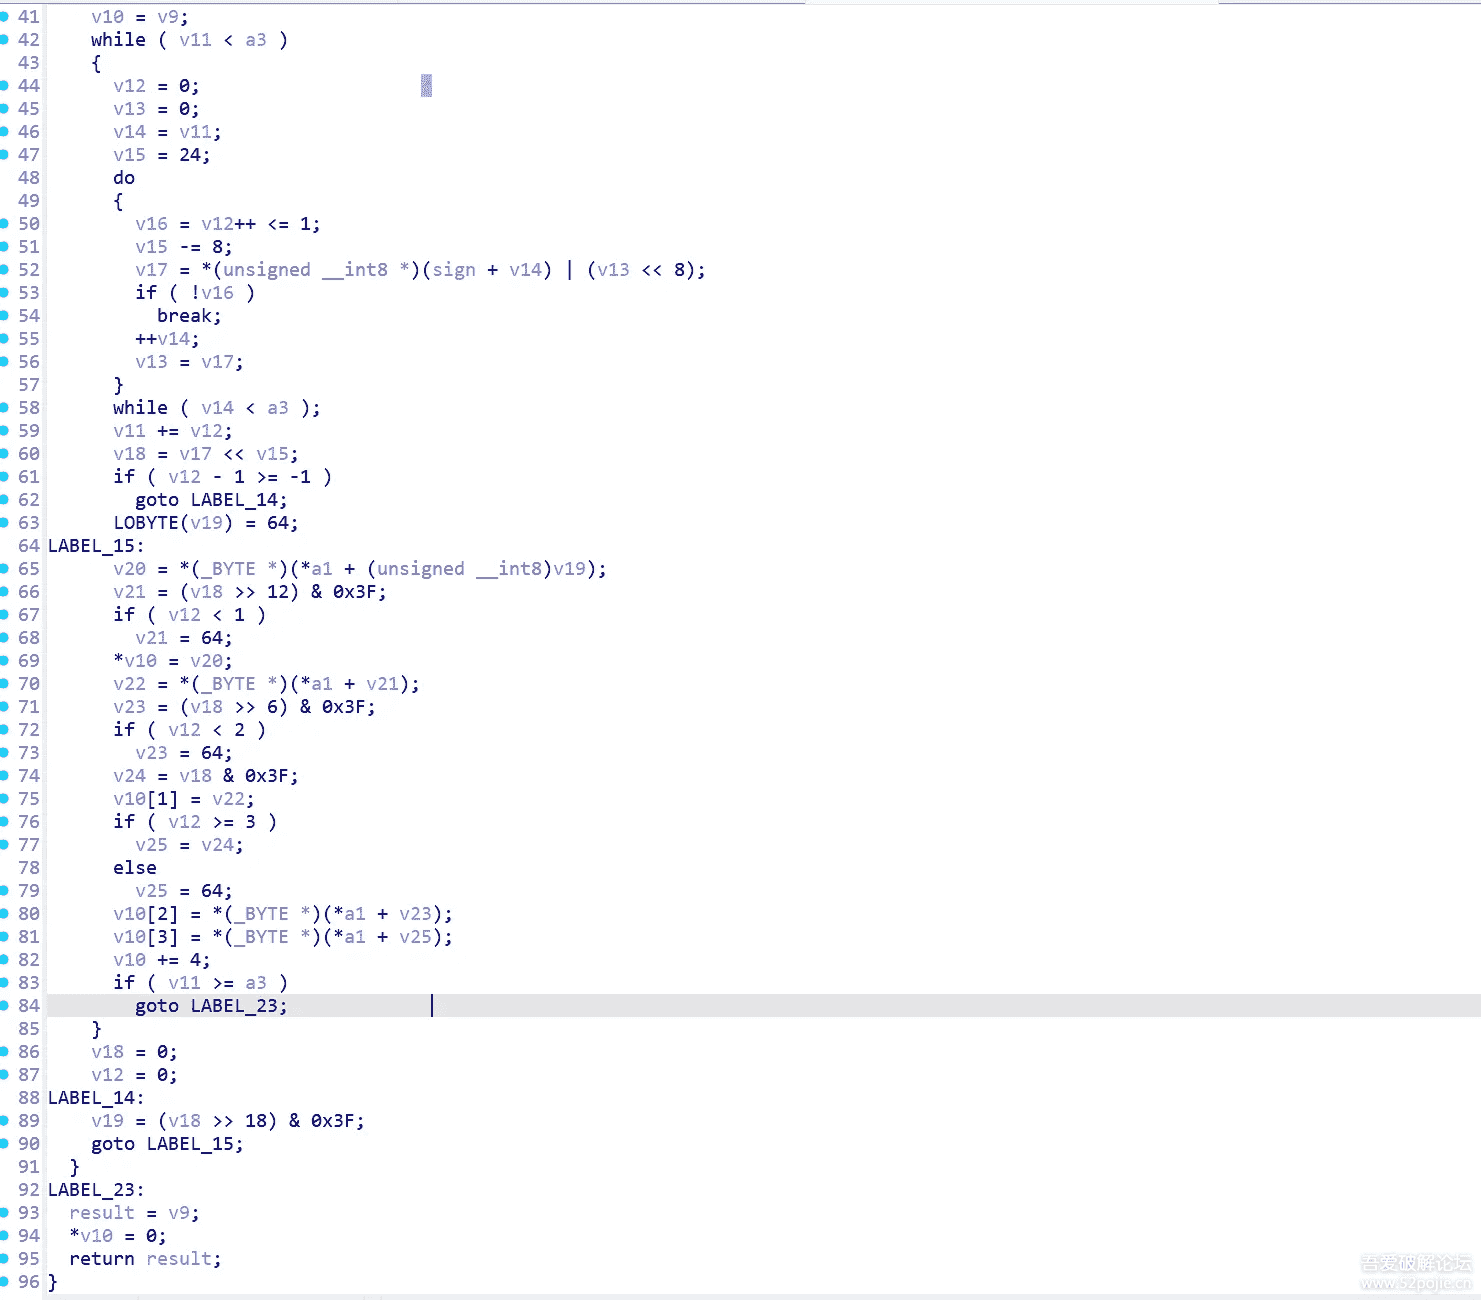 41 v10 = v9;
42 while ( v11 < a3 )
43 {
44 v12 = 0;
45 v13 = 0;
46 v14 = v11;
47 v15 = 24;
48 do
49 {
50 v16 = v12++ <= 1;
51 v15 -= 8;
52 v17 = *(unsigned __int8 *)(sign + v14) | (v13 << 8);
53 if ( !v16 )
54 break;
55 ++v14;
56 v13 = v17;
57 }
58 while ( v14 < a3 );
59 v11 += v12;
60 v18 = v17 << v15;
61 if ( v12 - 1 >= -1 )
62 goto LABEL_14;
63 LOBYTE(v19) = 64;
64 LABEL_15:
65 v20 = *(_BYTE *)(*a1 + (unsigned __int8)v19);
66 v21 = (v18 >> 12) & 0x3F;
67 if ( v12 < 1 )
68 v21 = 64;
69 *v10 = v20;
70 v22 = *(_BYTE *)(*a1 + v21);
71 v23 = (v18 >> 6) & 0x3F;
72 if ( v12 < 2 )
73 v23 = 64;
74 v24 = v18 & 0x3F;
75 v10[1] = v22;
76 if ( v12 >= 3 )
77 v25 = v24;
78 else
79 v25 = 64;
80 v10[2] = *(_BYTE *)(*a1 + v23);
81 v10[3] = *(_BYTE *)(*a1 + v25);
82 v10 += 4;
83 if ( v11 >= a3 )
84 goto LABEL_23;
85 }
86 v18 = 0;
87 v12 = 0;
88 LABEL_14:
89 v19 = (v18 >> 18) & 0x3F;
90 goto LABEL_15;
91 }
92 LABEL_23:
93 result = v9;
94 *v10 = 0;
95 return result;
96 }
吾爱破解论坛
www.52pojie.cn